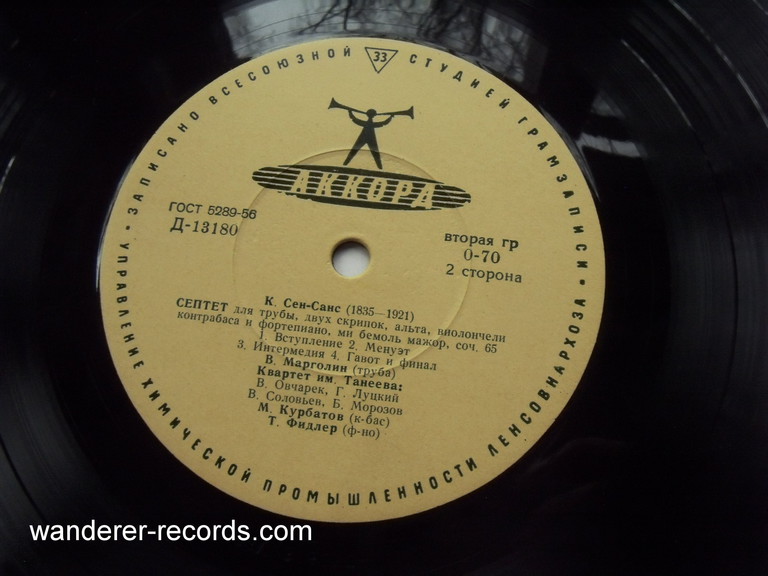 ЗАПИСАНО ВСЕСОЮЗНОЙ 33 СТУДИЕЙ ГРАМЗАПИСИ •
УПРАВЛЕНИЕ ХИМИЧЕСКОЙ ПРОМЫШЛЕННОСТИ ЛЕНСОВНАРХОЗА •
АККОРД
ГОСТ 5289-56
Д-13180
вторая гр
0-70
2 сторона
К. Сен-Санс (1835—1921)
СЕПТЕТ для трубы, двух скрипок, альта, виолончели
контрабаса и фортепиано, ми бемоль мажор, соч. 65
1. Вступление 2. Менуэт
3. Интермедия 4. Гавот и финал
В. Марголин (труба)
Квартет им. Танеева:
В. Овчарек, Г. Луцкий
В. Соловьев, Б. Морозов
М. Курбатов (к-бас)
Т. Фидлер (ф-но)
wanderer-records.com